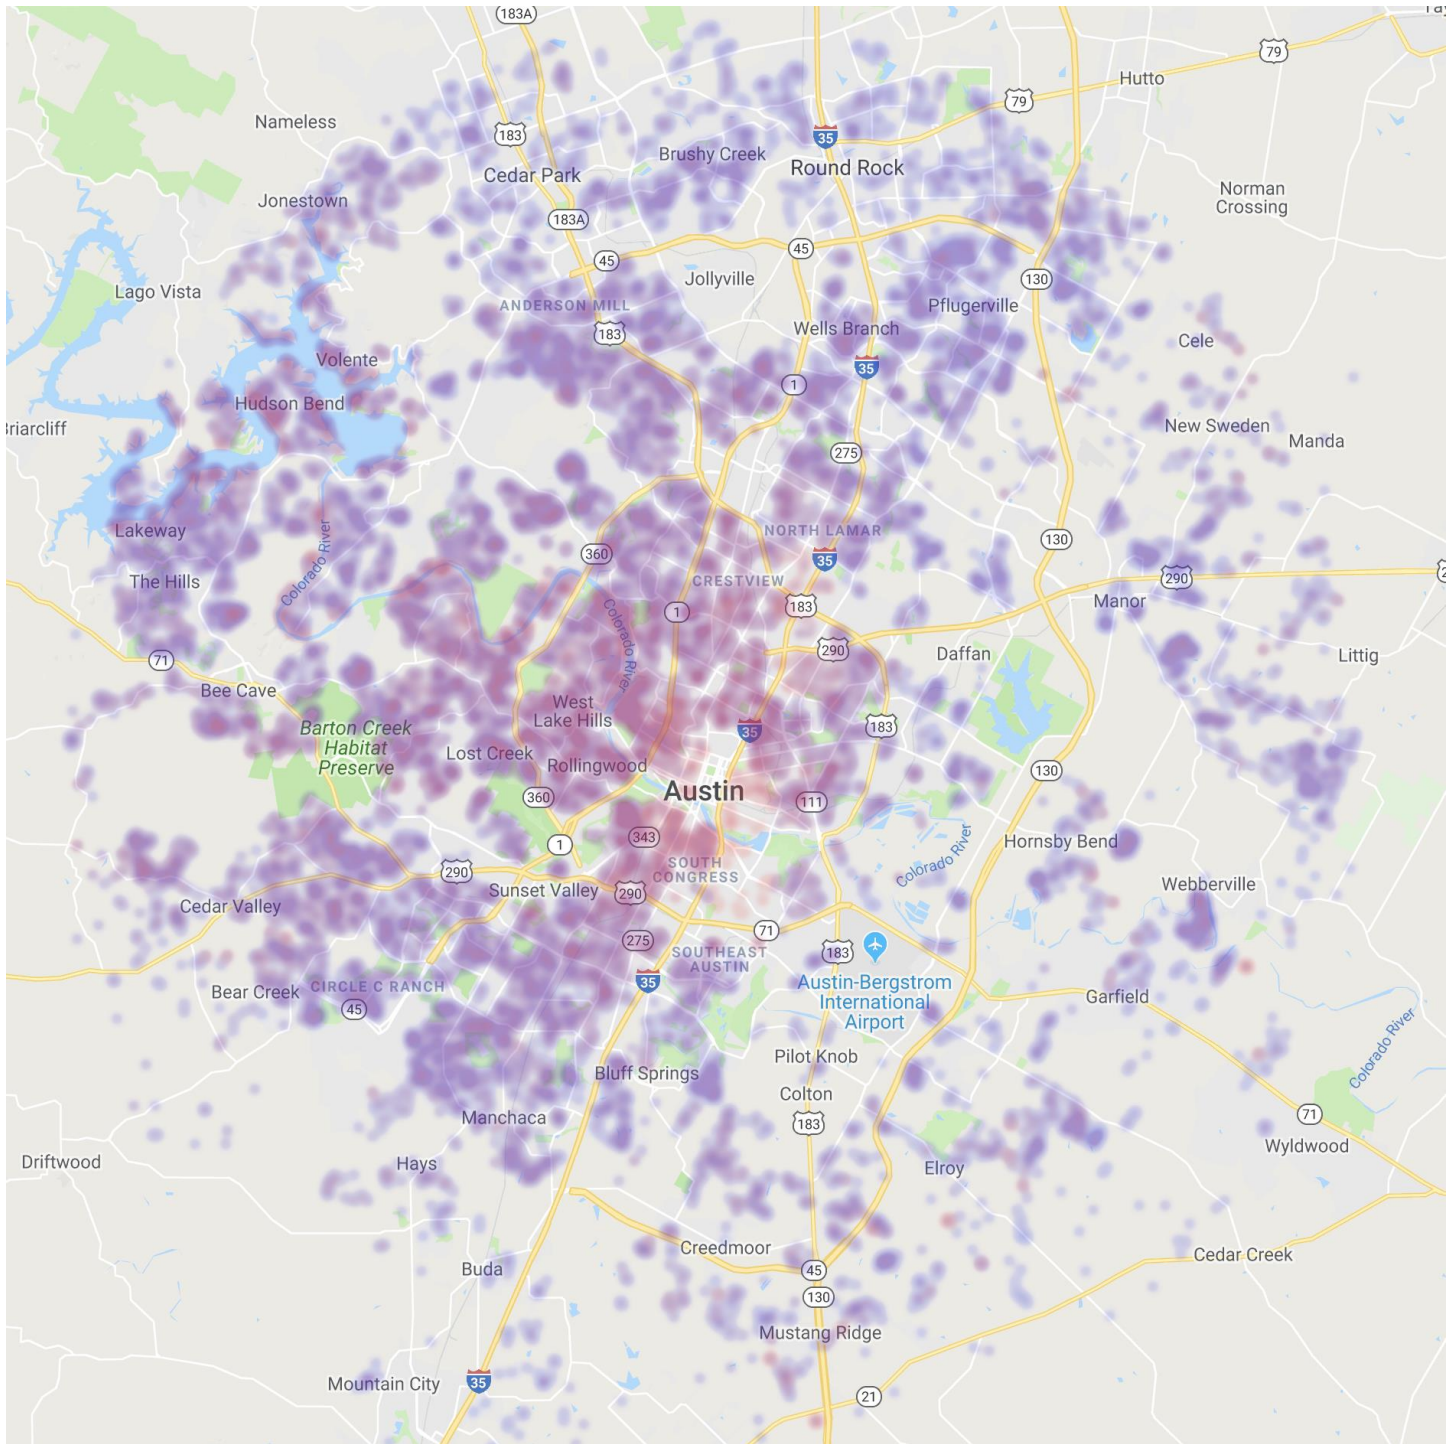 183A
79
Hutto
79
Nameless
183
35
Brushy Creek
Round Rock
Cedar Park
Norman
Crossing
Jonestown
183A
45
45
Jollyville
130
Lago Vista
ANDERSON MILL
Pflugerville
183
Wells Branch
Cele
Volente
35
1
Hudson Bend
New Sweden
Briarcliff
Manda
275
Lakeway
NORTH LAMAR
130
360
35
Colorado River
The Hills
CRESTVIEW
290
Manor
183
1
Colorado River
290
Daffan
Littig
71
Bee Cave
West
Lake Hills
Barton Creek
Habitat
Preserve
183
35
Lost Creek
Rollingwood
130
Austin
360
111
343
1
Hornsby Bend
Colorado River
SOUTH
CONGRESS
290
Sunset Valley
290
Webberville
Cedar Valley
71
275
SOUTHEAST
AUSTIN
183
35
Austin-Bergstrom
International
Airport
Bear Creek
CIRCLE C RANCH
45
Garfield
Colorado River
Pilot Knob
Bluff Springs
Colton
183
Manchaca
71
Wyldwood
Driftwood
Hays
Elroy
Creedmoor
Cedar Creek
Buda
45
130
Mustang Ridge
Mountain City
35
21